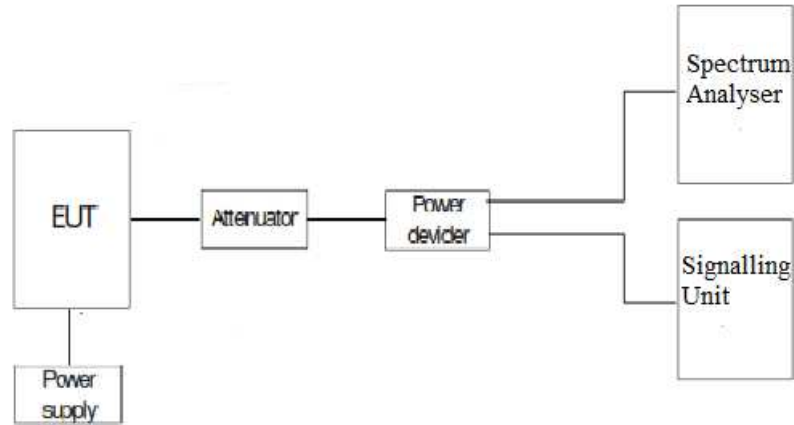 Spectrum
Analyser
EUT
Attenuator
Power
devider
Signalling
Unit
Power
supply